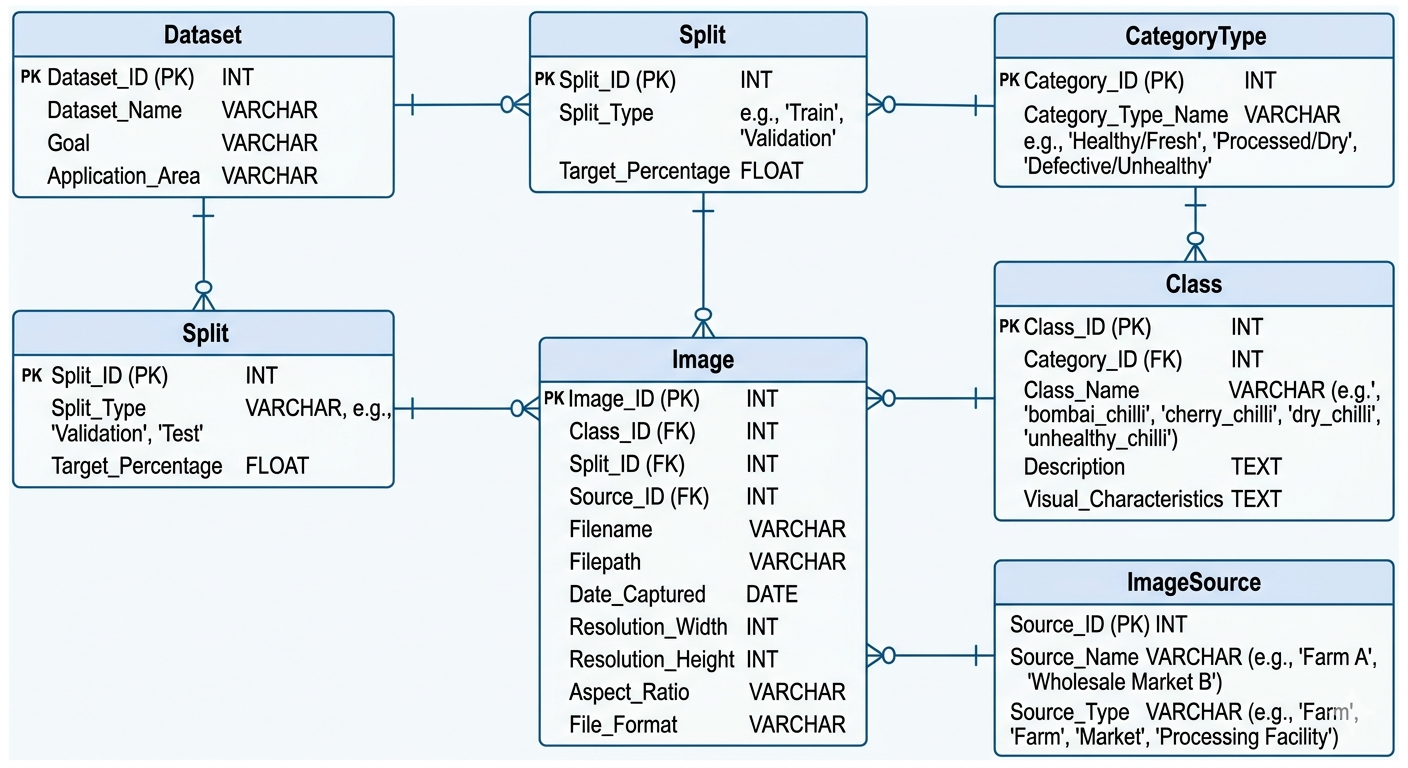 Dataset
PK Dataset_ID (PK) INT
Dataset_Name VARCHAR
Goal VARCHAR
Application_Area VARCHAR
Split
PK Split_ID (PK) INT
Split_Type e.g., 'Train',
'Validation'
Target_Percentage FLOAT
CategoryType
PK Category_ID (PK) INT
Category_Type_Name VARCHAR
e.g., 'Healthy/Fresh', 'Processed/Dry',
'Defective/Unhealthy'
Split
PK Split_ID (PK) INT
Split_Type VARCHAR, e.g.,
'Validation', 'Test'
Target_Percentage FLOAT
Image
PK Image_ID (PK) INT
Class_ID (FK) INT
Split_ID (FK) INT
Source_ID (FK) INT
Filename VARCHAR
Filepath VARCHAR
Date_Captured DATE
Resolution_Width INT
Resolution_Height INT
Aspect_Ratio VARCHAR
File_Format VARCHAR
Class
PK Class_ID (PK) INT
Category_ID (FK) INT
Class_Name VARCHAR (e.g.',
'bombai_chilli', 'cherry_chilli', 'dry_chilli',
'unhealthy_chilli')
Description TEXT
Visual_Characteristics TEXT
ImageSource
Source_ID (PK) INT
Source_Name VARCHAR (e.g., 'Farm A',
'Wholesale Market B')
Source_Type VARCHAR (e.g., 'Farm',
'Farm', 'Market', 'Processing Facility')